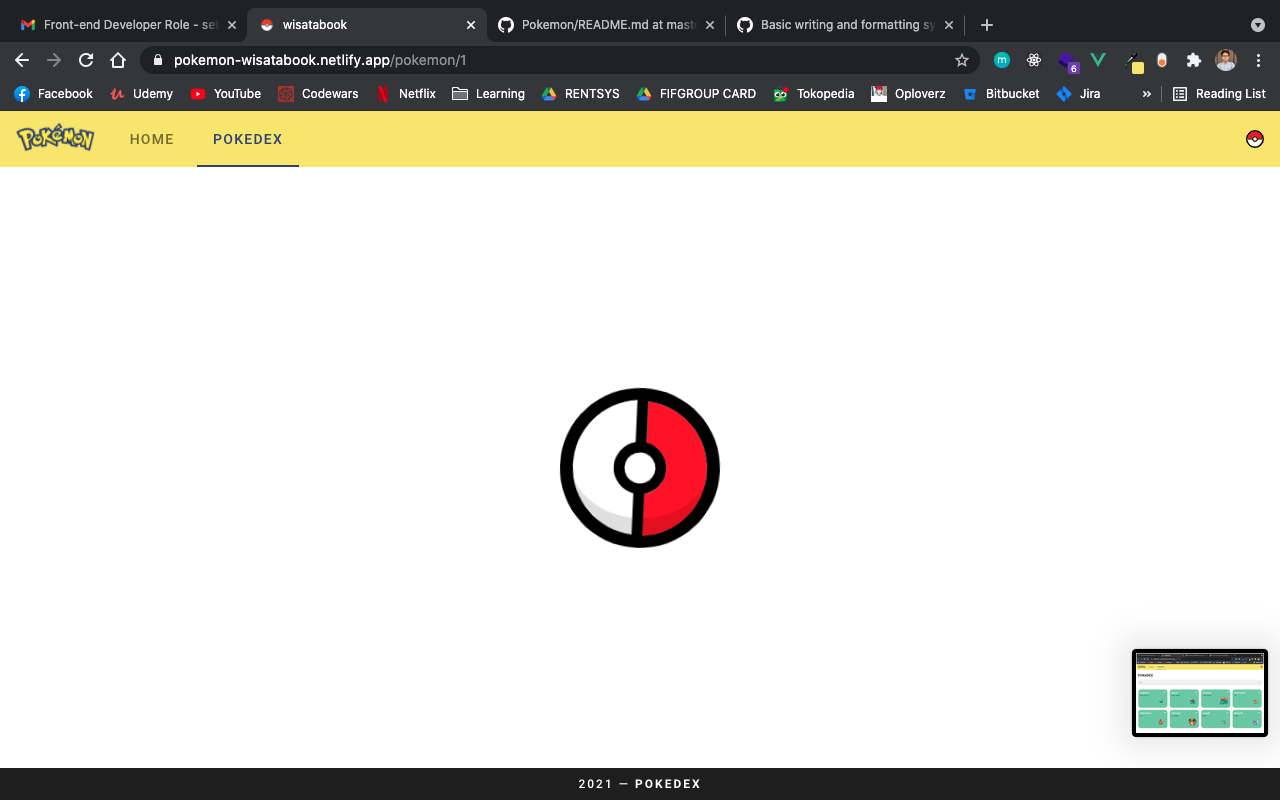 Front-end Developer Role - se
wisatabook
Pokemon/README.md at mast
Basic writing and formatting sy
pokemon-wisatabook.netlify.app/pokemon/1
m
6
Facebook
Udemy
YouTube
Codewars
Netflix
Learning
RENTSYS
FIFGROUP CARD
Tokopedia
Oploverz
Bitbucket
Jira
»
Reading List
POKéMON
HOME
POKEDEX
POKADEX
2021 — POKEDEX